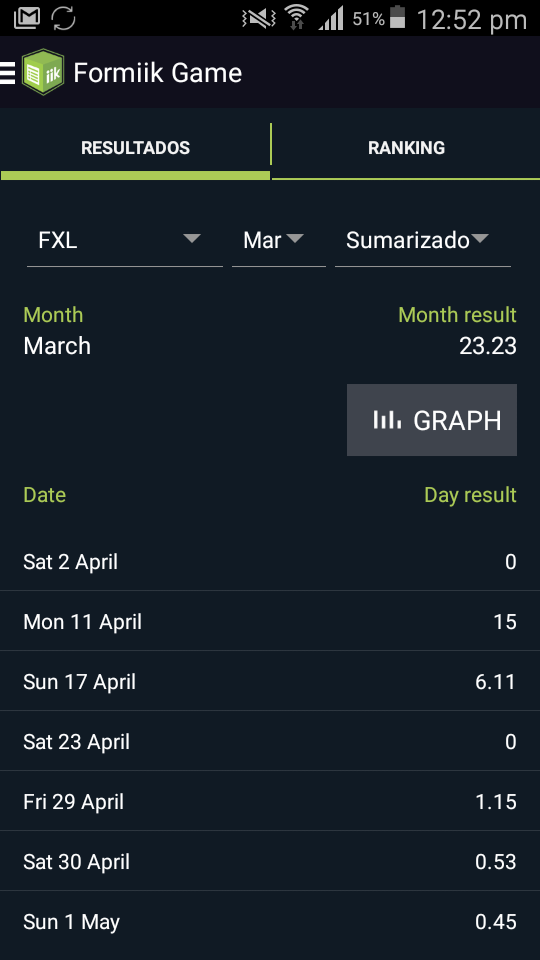 51% 12:52 pm
iik Formiik Game
RESULTADOS RANKING
FXL Mar Sumarizado
Month Month result
March 23.23
GRAPH
Date Day result
Sat 2 April 0
Mon 11 April 15
Sun 17 April 6.11
Sat 23 April 0
Fri 29 April 1.15
Sat 30 April 0.53
Sun 1 May 0.45